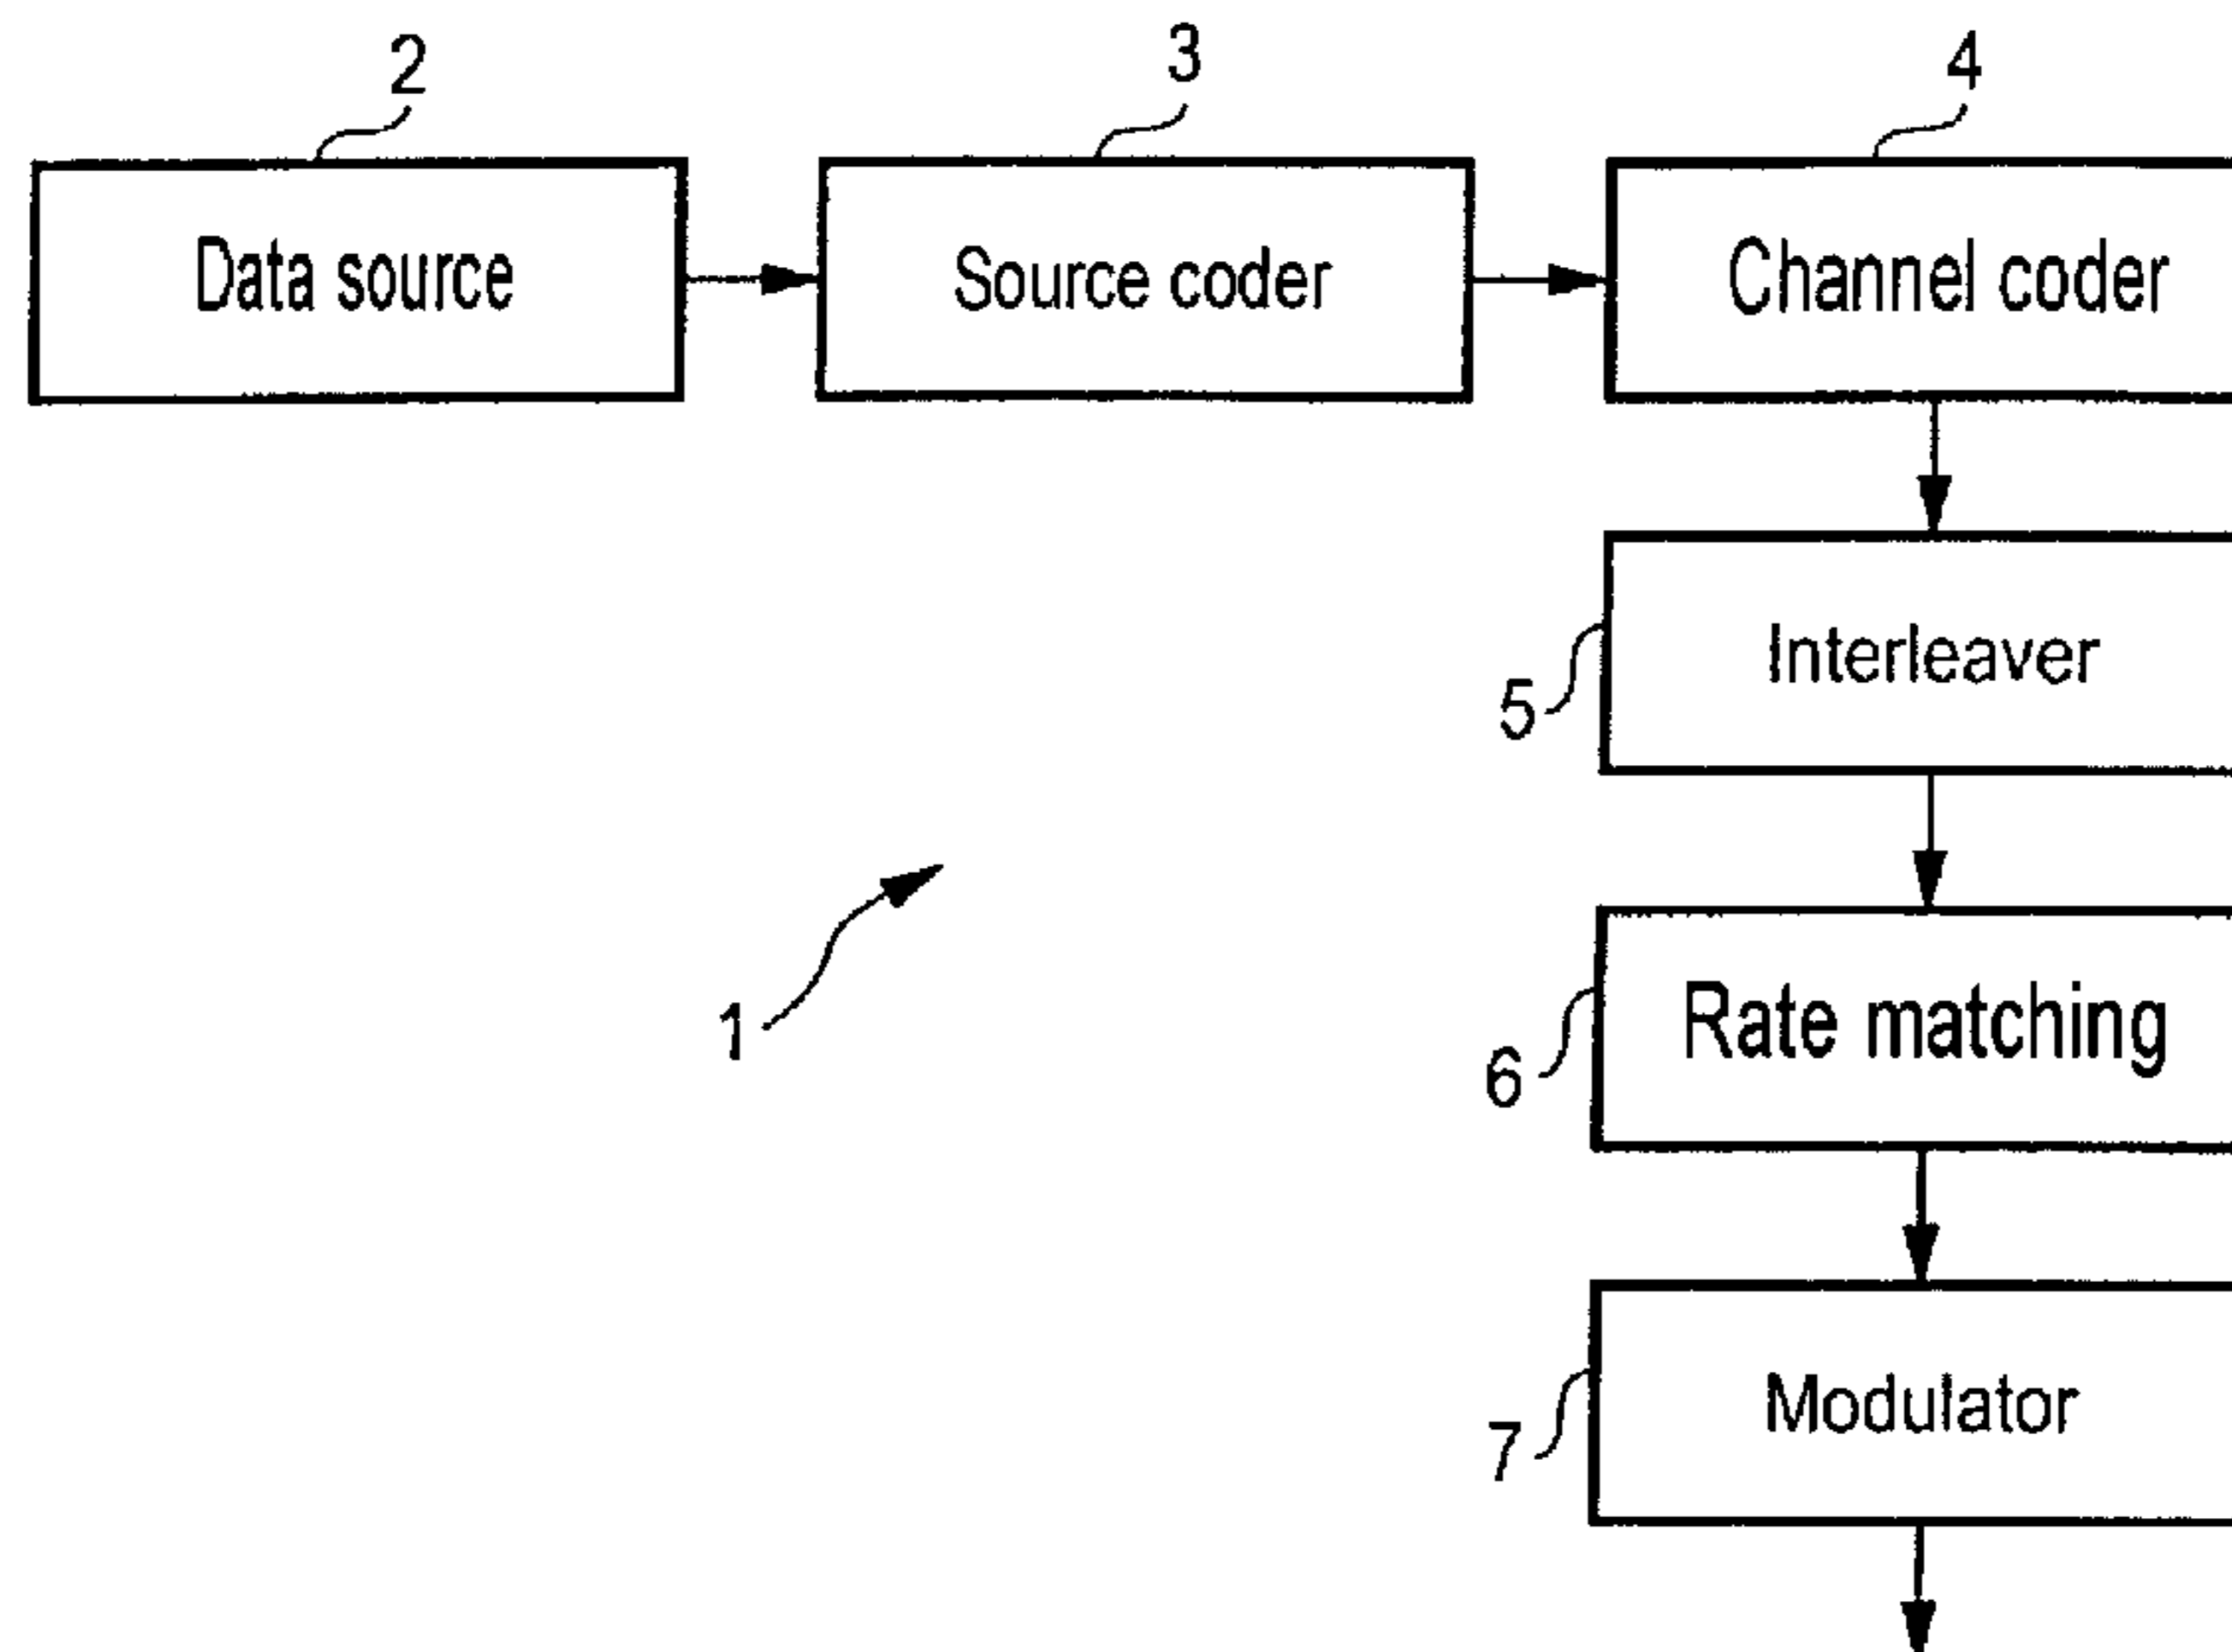 2
3
4
Data source
Source coder
Channel coder
Interleaver
5
1
Rate matching
6
Modulator
7